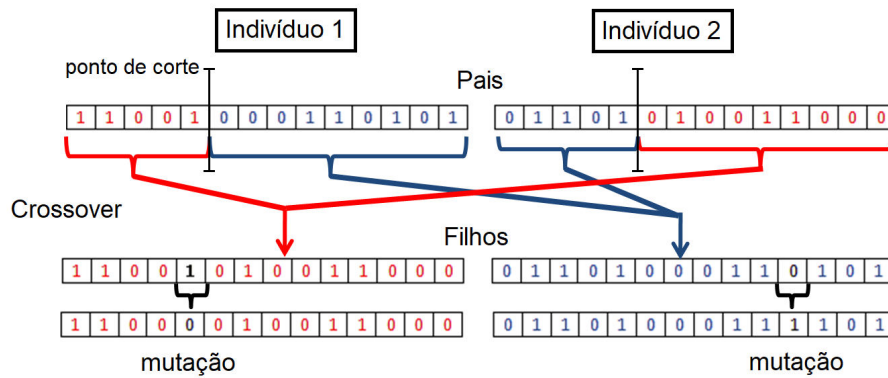 Indivíduo 1
Indivíduo 2
ponto de corte
Pais
1 1 0 0 1 0 0 0 1 1 0 1 0 1
0 1 1 0 1 0 1 0 0 1 1 0 0 0
Crossover
Filhos
1 1 0 0 1 0 1 0 0 1 1 0 0 0
0 1 1 0 1 0 0 0 1 1 0 1 0 1
1 1 0 0 0 0 1 0 0 1 1 0 0 0
0 1 1 0 1 0 0 0 1 1 1 1 0 1
mutação
mutação